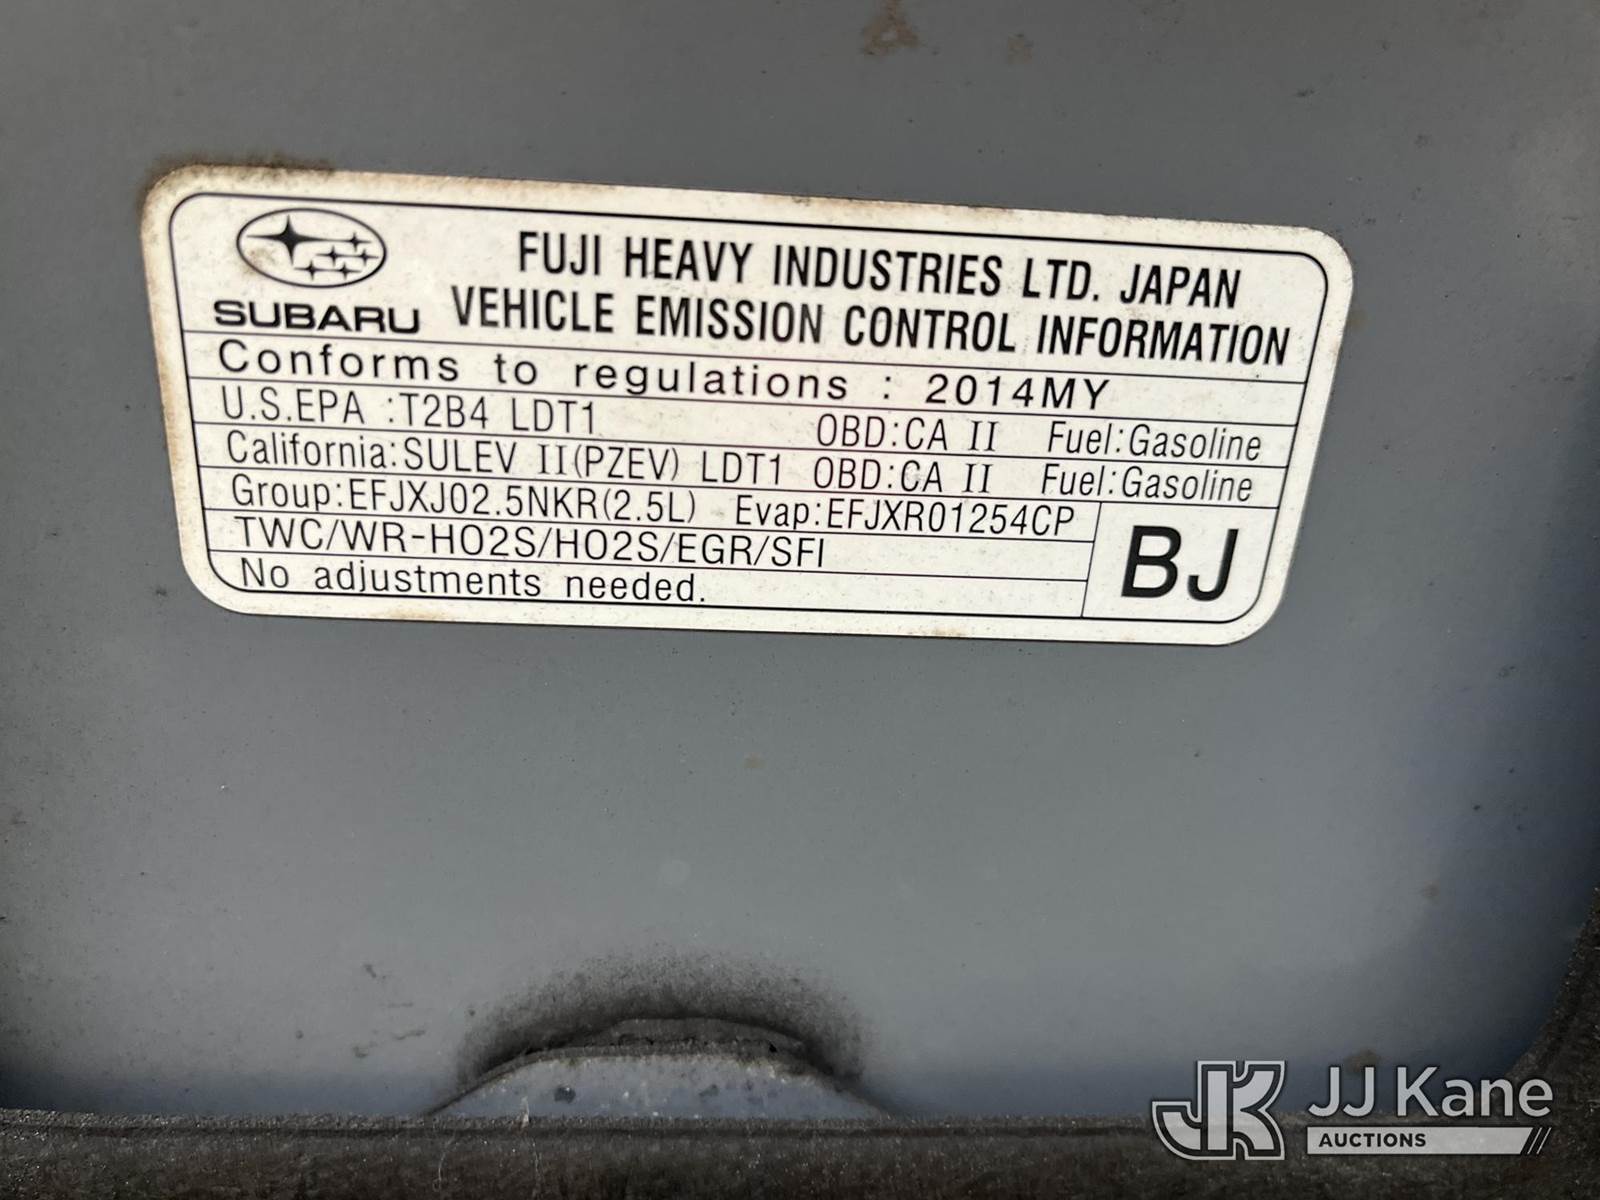 SUBARU
FUJI HEAVY INDUSTRIES LTD. JAPAN
VEHICLE EMISSION CONTROL INFORMATION
Conforms to regulations : 2014MY
U.S.EPA :T2B4 LDT1 OBD:CA II Fuel:Gasoline
California:SULEV II(PZEV) LDT1 OBD:CA II Fuel:Gasoline
Group:EFJXJ02.5NKR(2.5L) Evap:EFJXR01254CP
TWC/WR-HO2S/HO2S/EGR/SFI
No adjustments needed.
BJ
JK JJ Kane
AUCTIONS